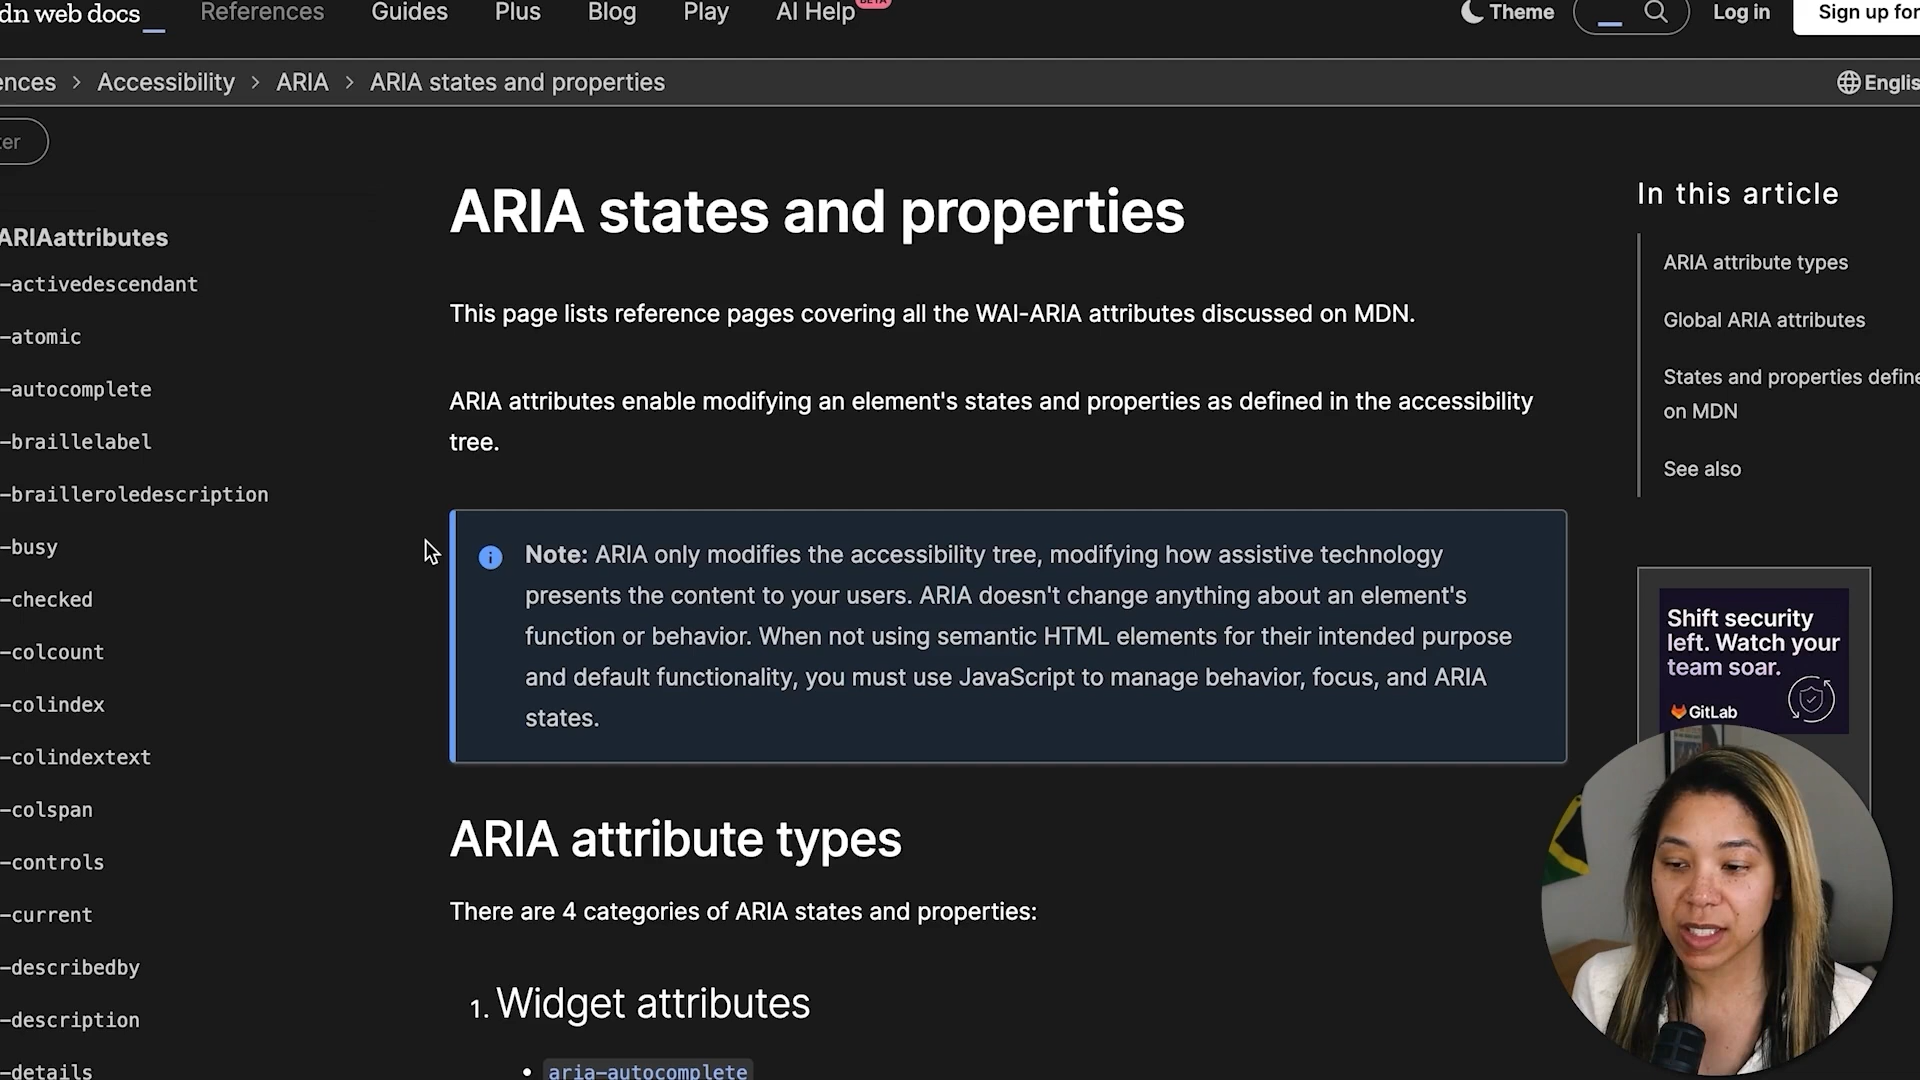 dn web docs
References
Guides
Plus
Blog
Play
AI Help
BETA
Theme
Log in
Sign up for
ences > Accessibility > ARIA > ARIA states and properties
Englis
ter
ARIAattributes
-activedescendant
-atomic
-autocomplete
-braillelabel
-brailleroledescription
-busy
-checked
-colcount
-colindex
-colindextext
-colspan
-controls
-current
-describedby
-description
-details
ARIA states and properties
This page lists reference pages covering all the WAI-ARIA attributes discussed on MDN.
ARIA attributes enable modifying an element's states and properties as defined in the accessibility
tree.
Note: ARIA only modifies the accessibility tree, modifying how assistive technology
presents the content to your users. ARIA doesn't change anything about an element's
function or behavior. When not using semantic HTML elements for their intended purpose
and default functionality, you must use JavaScript to manage behavior, focus, and ARIA
states.
ARIA attribute types
There are 4 categories of ARIA states and properties:
1. Widget attributes
• aria-autocomplete
In this article
ARIA attribute types
Global ARIA attributes
States and properties define
on MDN
See also
Shift security
left. Watch your
team soar.
GitLab